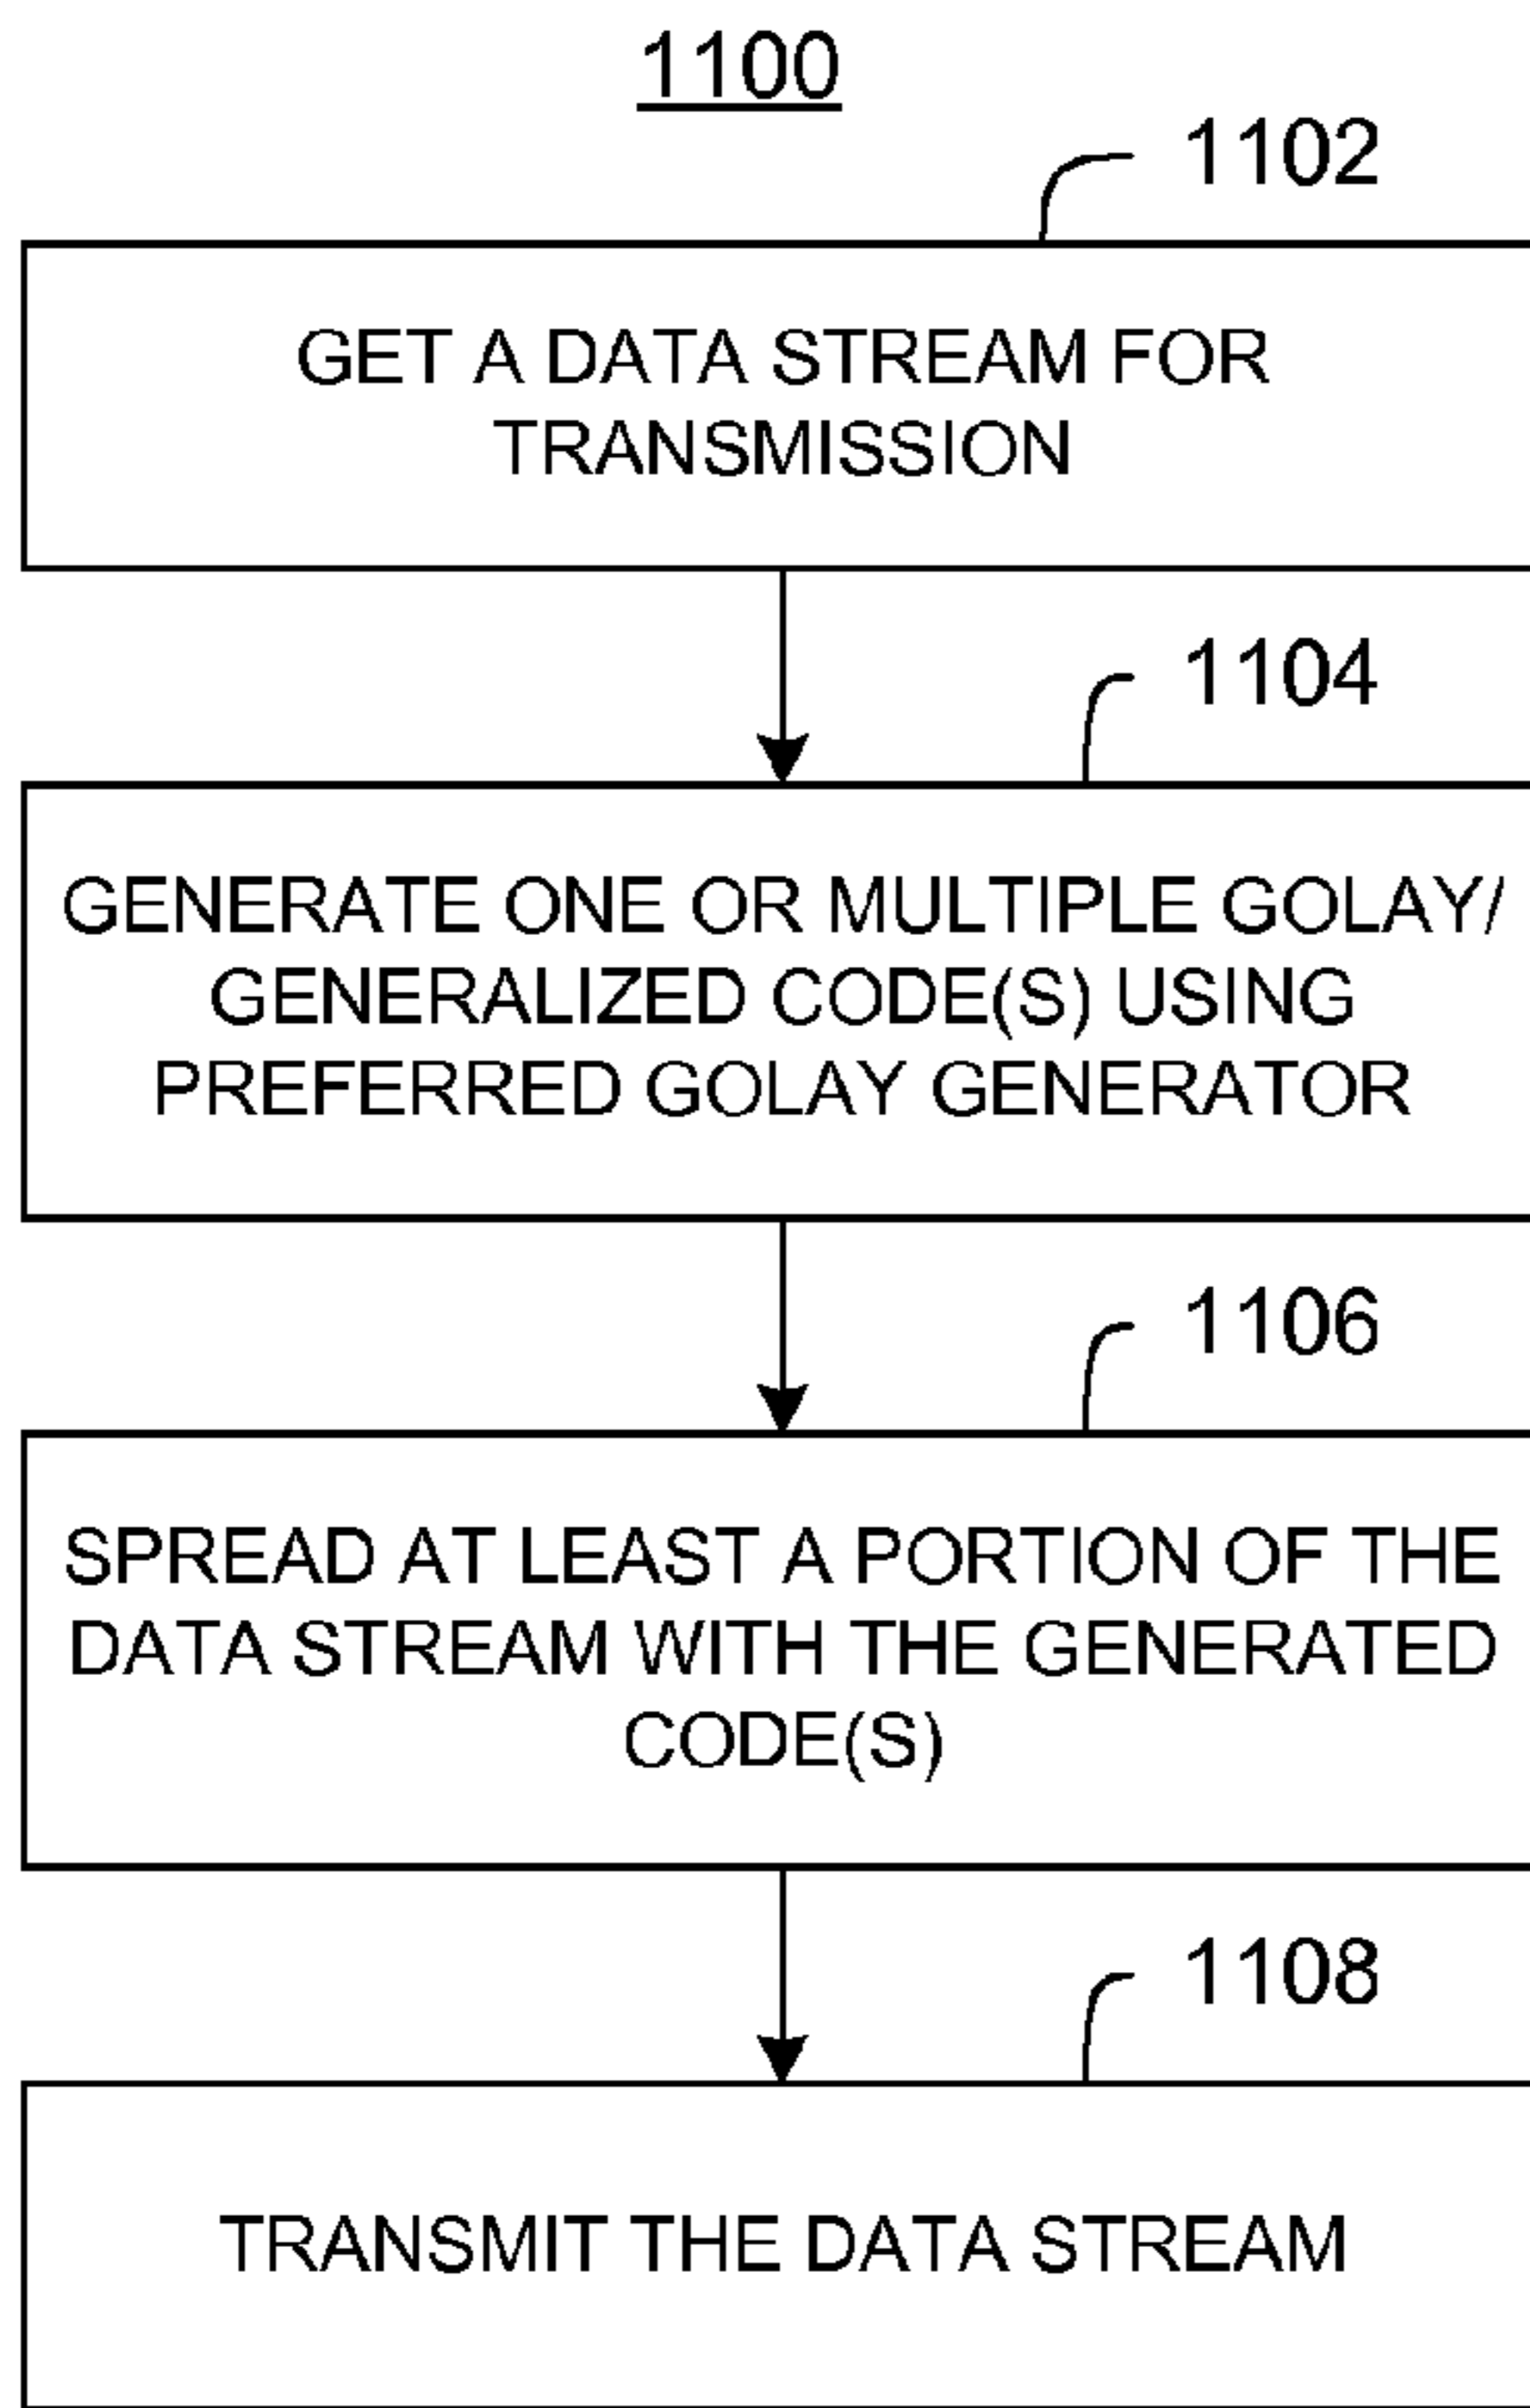 1100
1102
GET A DATA STREAM FOR
TRANSMISSION
1104
GENERATE ONE OR MULTIPLE GOLAY/
GENERALIZED CODE(S) USING
PREFERRED GOLAY GENERATOR
1106
SPREAD AT LEAST A PORTION OF THE
DATA STREAM WITH THE GENERATED
CODE(S)
1108
TRANSMIT THE DATA STREAM